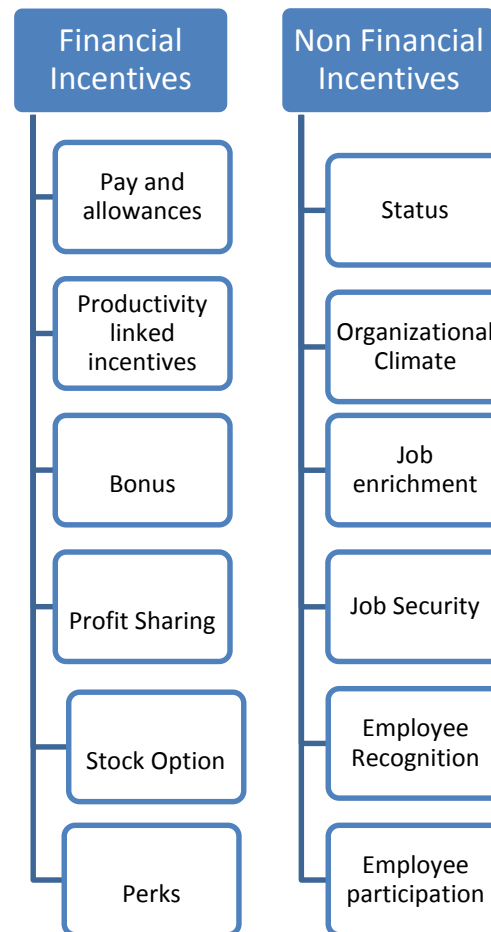 Financial
Incentives
Pay and
allowances
Productivity
linked
incentives
Bonus
Profit Sharing
Stock Option
Perks
Non Financial
Incentives
Status
Organizational
Climate
Job
enrichment
Job Security
Employee
Recognition
Employee
participation